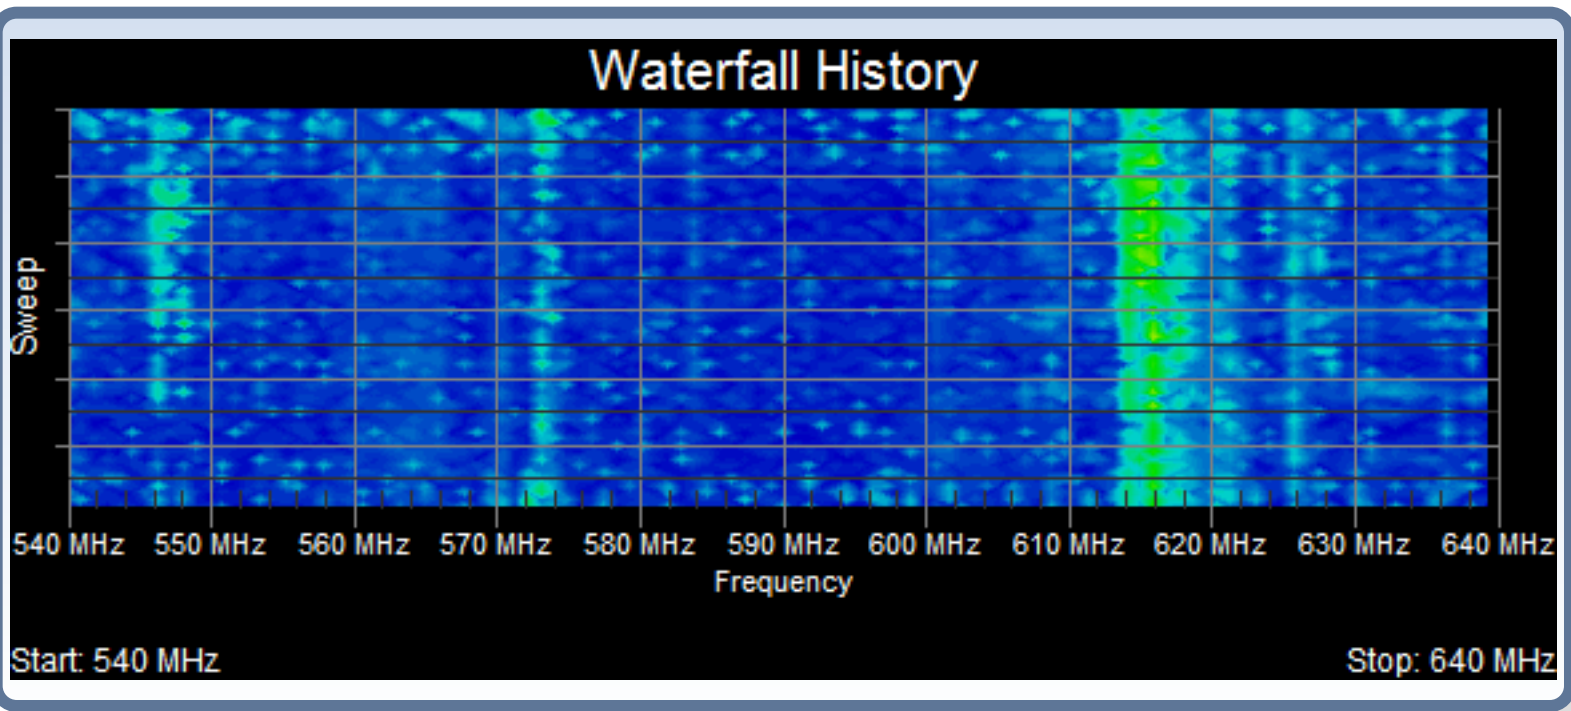 Waterfall History
Sweep
540 MHz 550 MHz 560 MHz 570 MHz 580 MHz 590 MHz 600 MHz 610 MHz 620 MHz 630 MHz 640 MHz
Frequency
Start: 540 MHz
Stop: 640 MHz